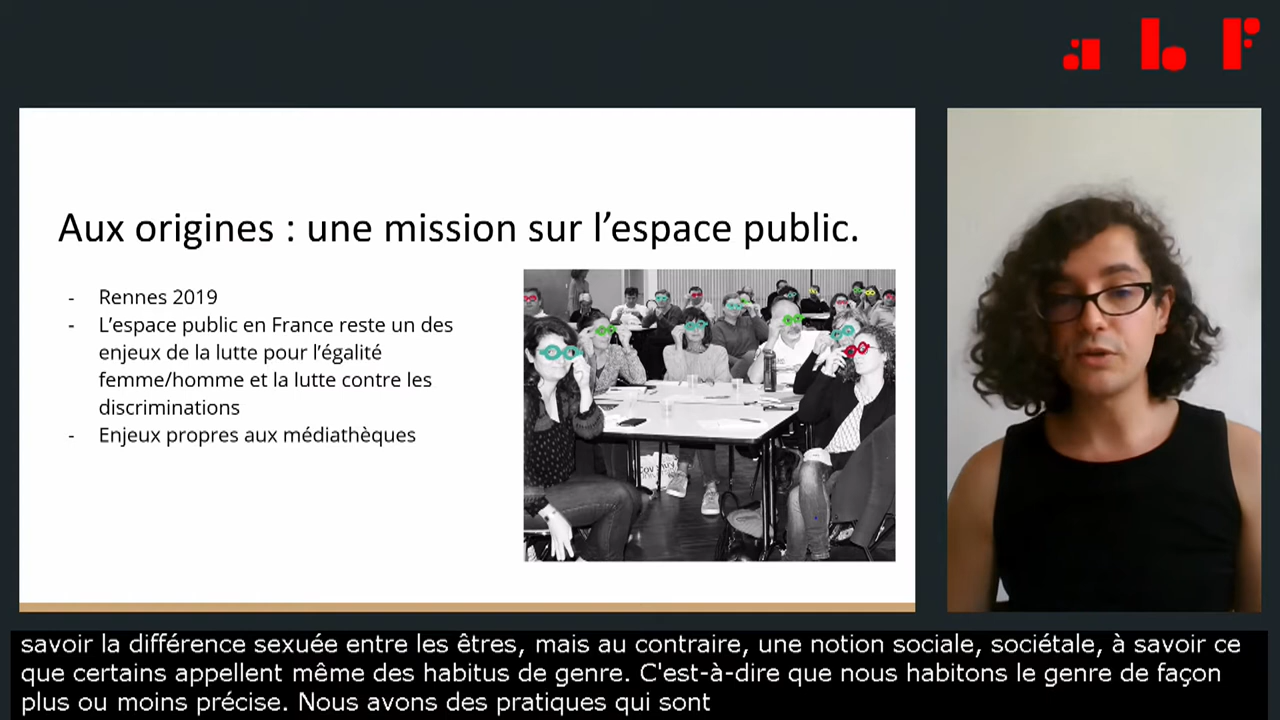 abf
Aux origines : une mission sur l’espace public.
- Rennes 2019
- L’espace public en France reste un des
enjeux de la lutte pour l’égalité
femme/homme et la lutte contre les
discriminations
- Enjeux propres aux médiathèques
savoir la différence sexuée entre les êtres, mais au contraire, une notion sociale, sociétale, à savoir ce
que certains appellent même des habitus de genre. C'est-à-dire que nous habitons le genre de façon
plus ou moins précise. Nous avons des pratiques qui sont